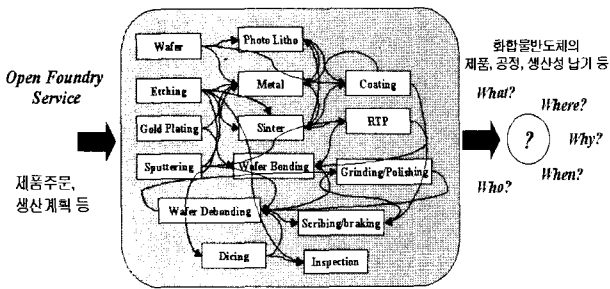 Open Foundry
Service
제품주문,
생산계획 등
Wafer
Photo Litho
Etching
Metal
Coating
Gold Plating
Sinter
RTP
Sputtering
Wafer Bonding
Grinding/Polishing
Wafer Debonding
Scribing/braking
Dicing
Inspection
화합물반도체의
제품, 공정, 생산성 납기 등
What?
Where?
?
Why?
When?
Who?